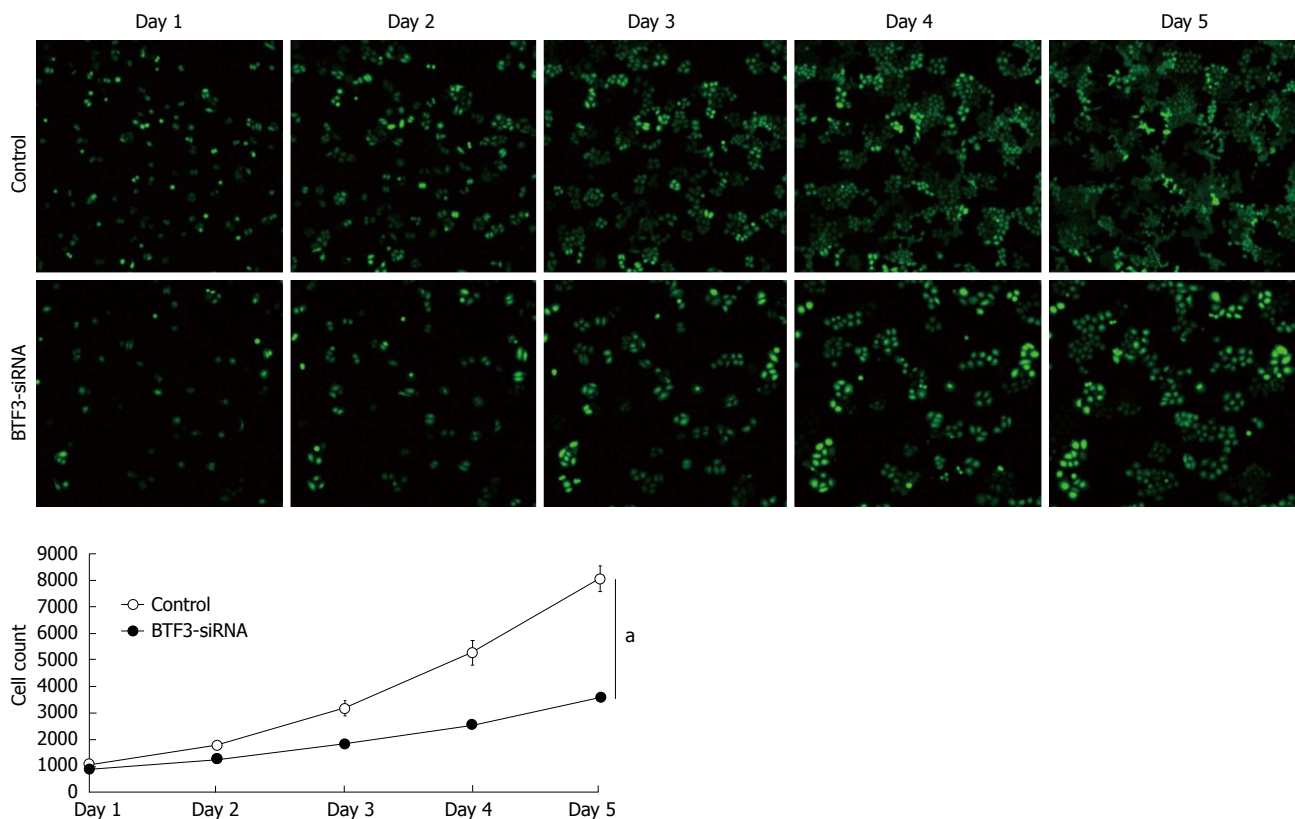 Day 1 Day 2 Day 3 Day 4 Day 5
Control
BTF3-siRNA
9000
8000
7000
6000
5000
4000
3000
2000
1000
0
Cell count
Control
BTF3-siRNA
a
Day 1 Day 2 Day 3 Day 4 Day 5